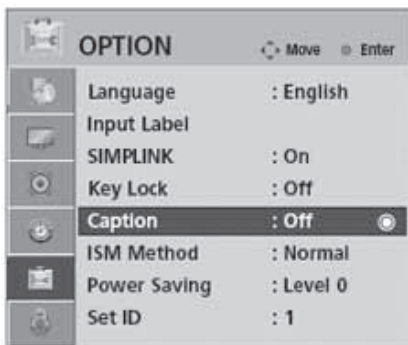 OPTION Move Enter
Language : English
Input Label
SIMPLINK : On
Key Lock : Off
Caption : Off
ISM Method : Normal
Power Saving : Level 0
Set ID : 1